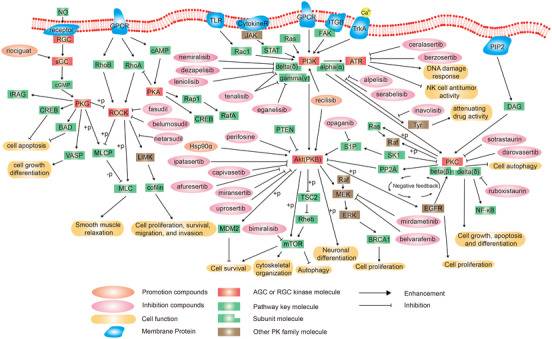 NO
receptor
RGC
riociguat
sGC
cGMP
IRAG
CREB
PKG
BAD
cell apoptosis
cell growth
differentiation
VASP
MLCP
+p
MLC
Smooth muscle
relaxation
GPCR
RhoB
RhoA
cAMP
PKA
ROCK
Rap1
CREB
RafA
fasudil
belumosudil
netarsudil
LIMK
cofilin
Cell proliferation, survival,
migration, and invasion
TLR
Rac1
CytokineR
JAK
STAT
GPCR
Ras
ITGB
FAK
TrkA
Ca²⁺
PI3K
delta(δ)
alpha(α)
gamma(γ)
ATR
nemiralisib
dezapelisib
leniolisib
tenalisib
eganelisib
recilisib
alpelisib
serabelisib
ceralasertib
berzosertib
DNA damage
response
NK cell antitumor
activity
attenuating
drug activity
inavolisib
PIP2
DAG
PTEN
perifosine
Hsp90
ipatasertib
capivasetib
afuresertib
miransertib
uprosertib
Akt(PKB)
opaganib
S1P
SK1
PP2A
Ras
Raf
PKC
beta(β)
delta(δ)
Negative feedback
sotrastaurin
darovasertib
Cell autophagy
ruboxistaurin
NF-κB
Cell growth, apoptosis
and differentiation
MDM2
Cell survival
bimiralisib
TSC2
Rheb
mTOR
cytoskeletal
organization
Autophagy
Raf
MEK
ERK
Neuronal
differentiation
BRCA1
Cell proliferation
EGFR
mirdametinib
belvarafenib
Cell proliferation
Promotion compounds
Inhibition compounds
Cell function
Membrane Protein
AGC or RGC kinase molecule
Pathway key molecule
Subunit molecule
Other PK family molecule
Enhancement
Inhibition